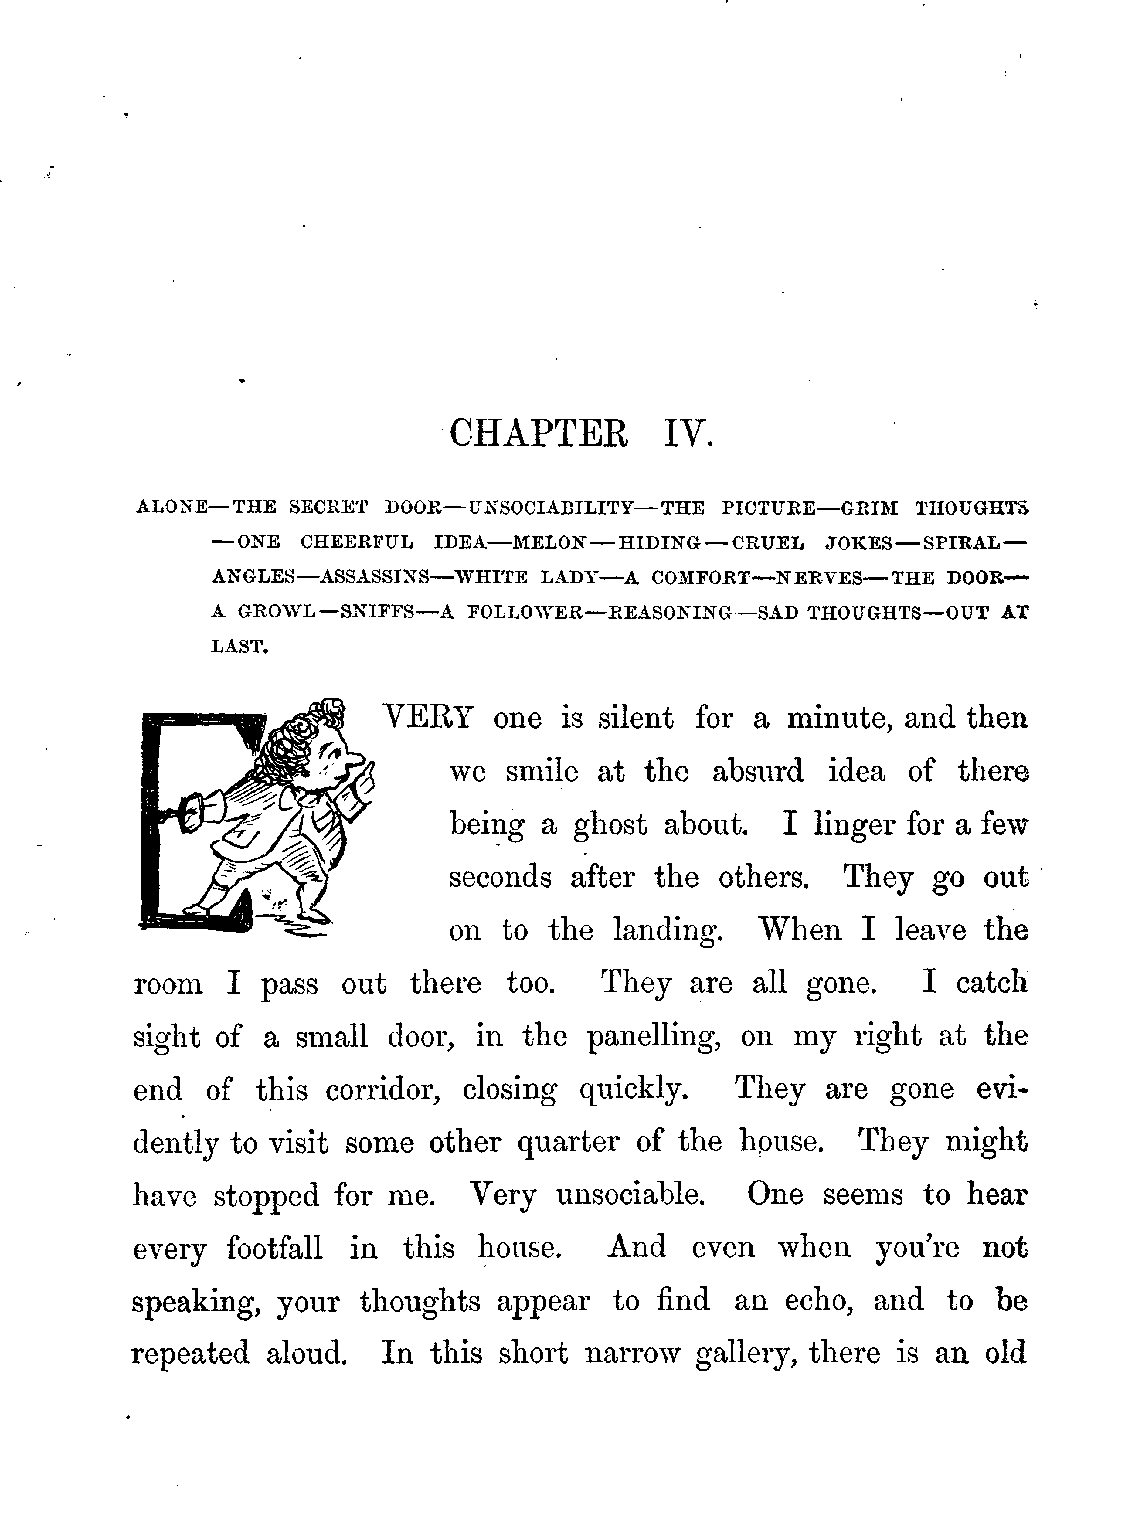 CHAPTER IV.
ALONE—THE SECRET DOOR—UNSOCIABILITY—THE PICTURE—GRIM THOUGHTS
—ONE CHEERFUL IDEA—MELON—HIDING—CRUEL JOKES—SPIRAL—
ANGLES—ASSASSINS—WHITE LADY—A COMFORT—NERVES—THE DOOR—
A GROWL—SNIFFS—A FOLLOWER—REASONING—SAD THOUGHTS—OUT AT
LAST.
EVERY one is silent for a minute, and then
we smile at the absurd idea of there
being a ghost about. I linger for a few
seconds after the others. They go out
on to the landing. When I leave the
room I pass out there too. They are all gone. I catch
sight of a small door, in the panelling, on my right at the
end of this corridor, closing quickly. They are gone evi-
dently to visit some other quarter of the house. They might
have stopped for me. Very unsociable. One seems to hear
every footfall in this house. And even when you're not
speaking, your thoughts appear to find an echo, and to be
repeated aloud. In this short narrow gallery, there is an old